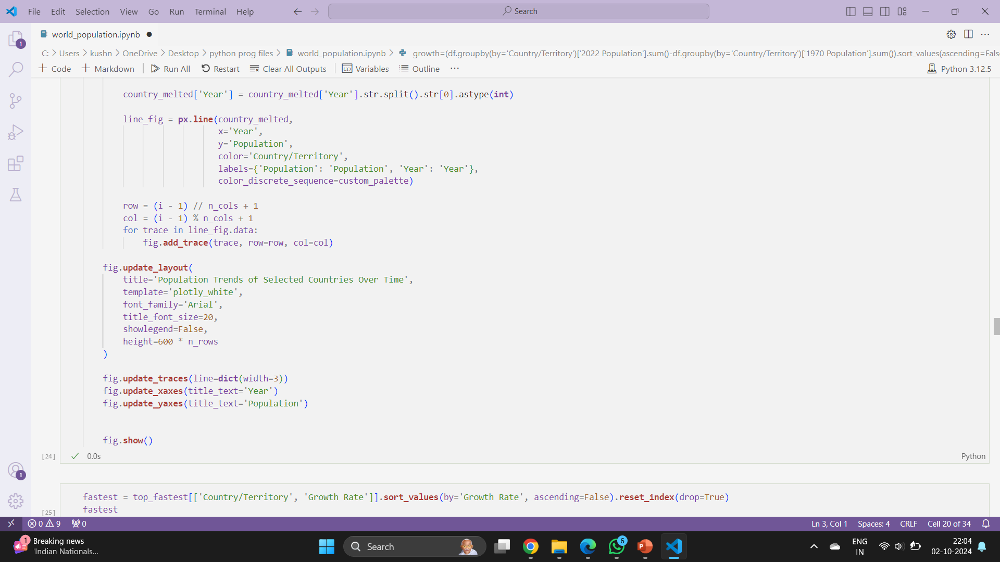 File Edit Selection View Go Run Terminal Help
Search
world_population.ipynb
1
C: > Users > kushn > OneDrive > Desktop > python prog files > world_population.ipynb > growth=(df.groupby(by='Country/Territory')['2022 Population'].sum()-df.groupby(by='Country/Territory')['1970 Population'].sum()).sort_values(ascending=False
+ Code + Markdown Run All Restart Clear All Outputs Variables Outline ... Python 3.12.5
country_melted['Year'] = country_melted['Year'].str.split().str[0].astype(int)
line_fig = px.line(country_melted,
x='Year',
y='Population',
color='Country/Territory',
labels={'Population': 'Population', 'Year': 'Year'},
color_discrete_sequence=custom_palette)
row = (i - 1) // n_cols + 1
col = (i - 1) % n_cols + 1
for trace in line_fig.data:
fig.add_trace(trace, row=row, col=col)
fig.update_layout(
title='Population Trends of Selected Countries Over Time',
template='plotly_white',
font_family='Arial',
title_font_size=20,
showlegend=False,
height=600 * n_rows
)
fig.update_traces(line=dict(width=3))
fig.update_xaxes(title_text='Year')
fig.update_yaxes(title_text='Population')
fig.show()
[24] 0.0s Python
1
fastest = top_fastest[['Country/Territory', 'Growth Rate']].sort_values(by='Growth Rate', ascending=False).reset_index(drop=True)
fastest
[25]
0 9 0 Ln 3, Col 1 Spaces: 4 CRLF Cell 20 of 34
1 Breaking news
'Indian Nationals...
Search
6
ENG
IN
22:04
02-10-2024